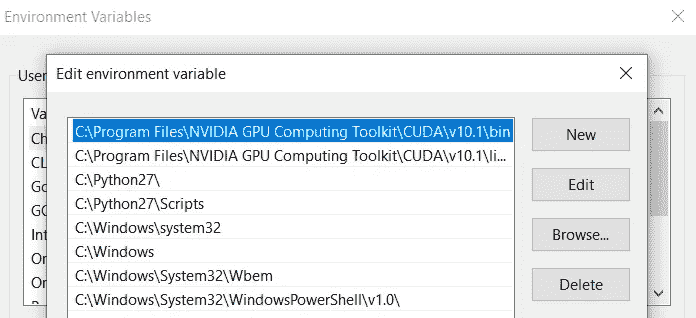 Environment Variables
Edit environment variable
User
Va
C:\Program Files\NVIDIA GPU Computing Toolkit\CUDA\v10.1\bin
New
Ch
C:\Program Files\NVIDIA GPU Computing Toolkit\CUDA\v10.1\li...
CL
C:\Python27\
Edit
Go
C:\Python27\Scripts
GO
C:\Windows\system32
Browse...
Int
C:\Windows
Or
C:\Windows\System32\Wbem
Delete
Or
C:\Windows\System32\WindowsPowerShell\v1.0\